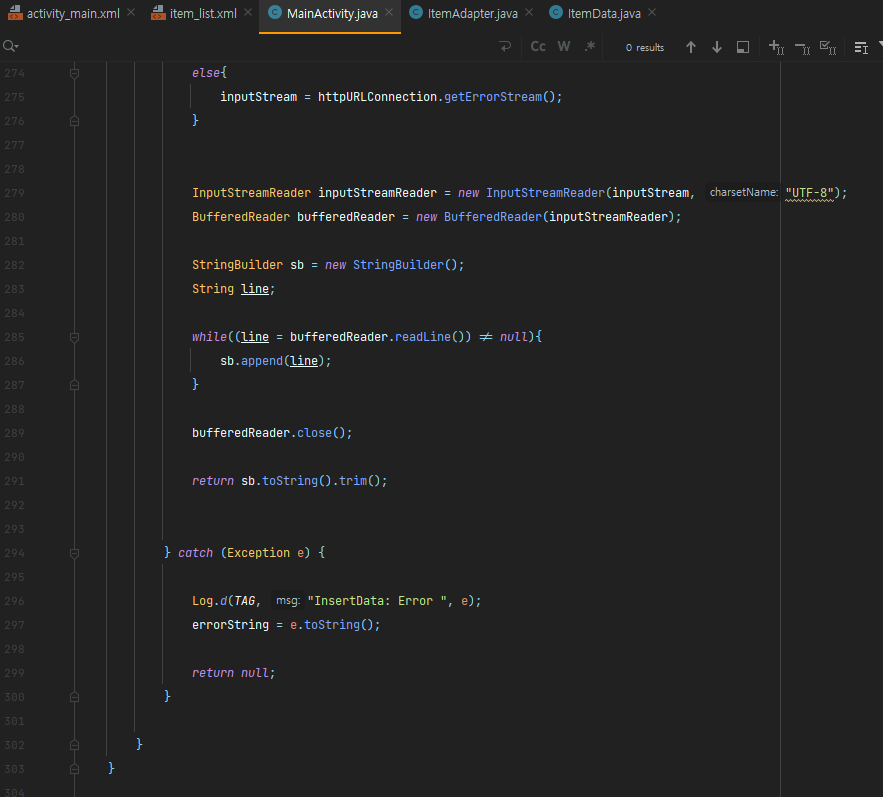 activity_main.xml item_list.xml MainActivity.java ItemAdapter.java ItemData.java
Cc W .* 0 results
274 else{
275 inputStream = httpURLConnection.getErrorStream();
276 }
277
278
279 InputStreamReader inputStreamReader = new InputStreamReader(inputStream, charsetName: "UTF-8");
280 BufferedReader bufferedReader = new BufferedReader(inputStreamReader);
281
282 StringBuilder sb = new StringBuilder();
283 String line;
284
285 while((line = bufferedReader.readLine()) ≠ null){
286 sb.append(line);
287 }
288
289 bufferedReader.close();
290
291 return sb.toString().trim();
292
293
294 } catch (Exception e) {
295
296 Log.d(TAG, msg: "InsertData: Error ", e);
297 errorString = e.toString();
298
299 return null;
300 }
301
302 }
303 }
304